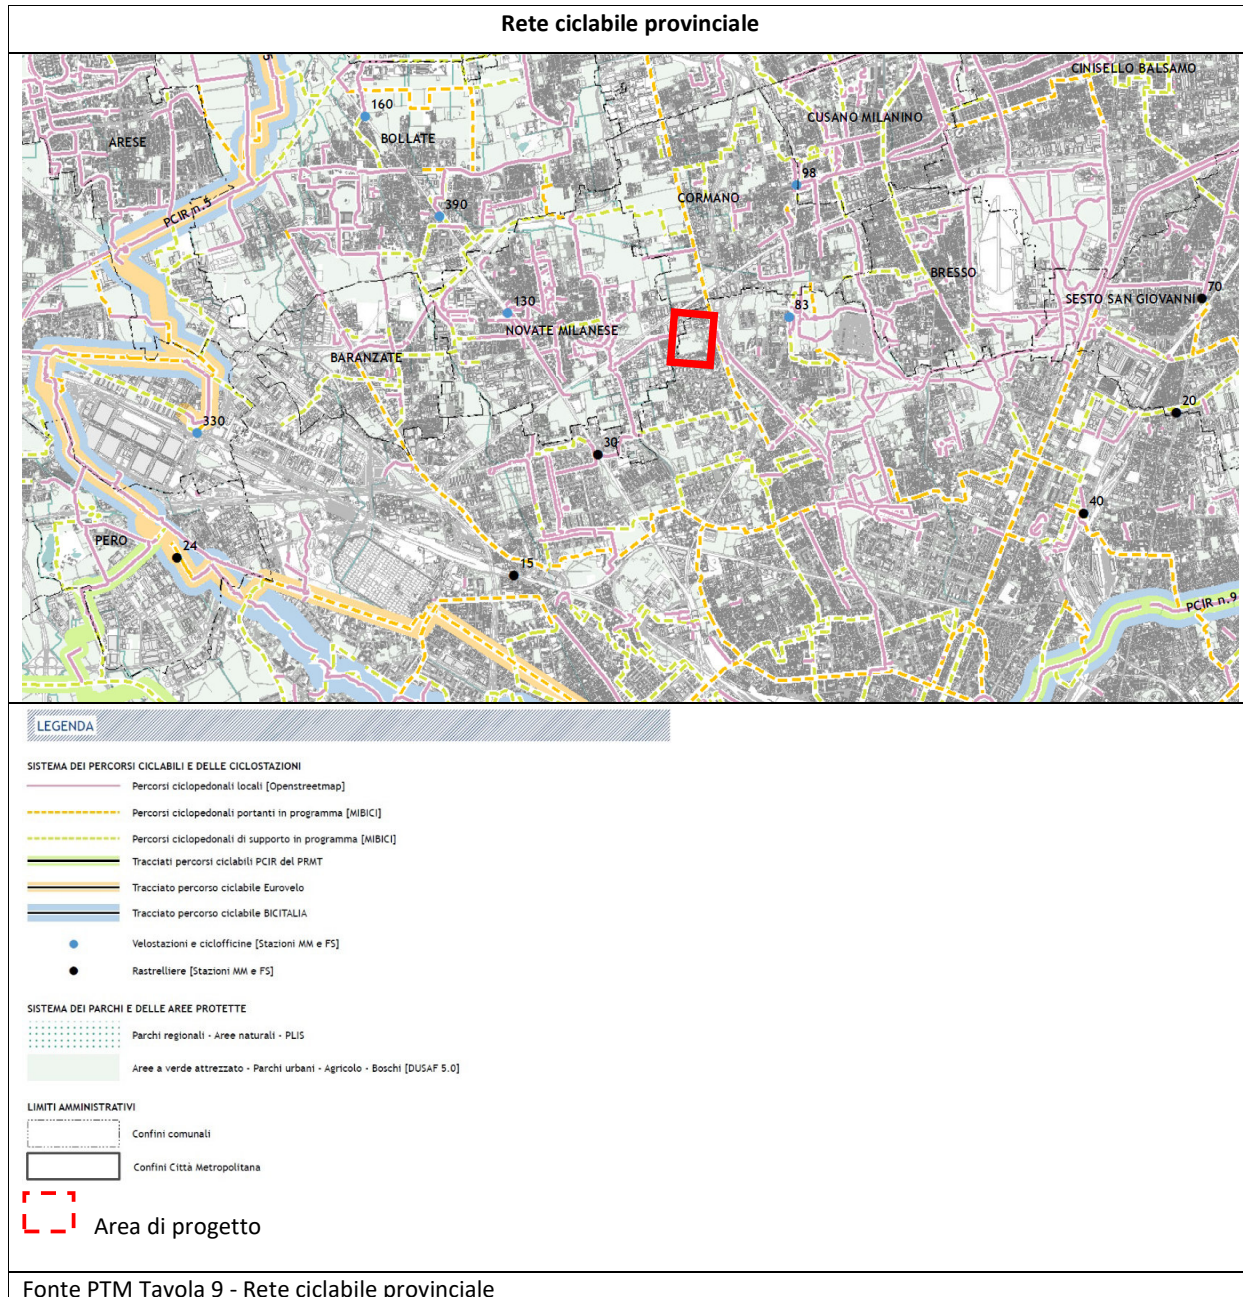 Rete ciclabile provinciale
CINISELLO BALSAMO
5
160
CUSANO MILANINO
ARESE
BOLLATE
98
CORMANO
PCIR n.5
390
BRESSO
70
SESTO SAN GIOVANNI
130
83
NOVATE MILANESE
BARANZATE
20
330
30
40
PERO
24
15
PCIR n.9
LEGENDA
SISTEMA DEI PERCORSI CICLABILI E DELLE CICLOSTAZIONI
Percorsi ciclopedonali locali [Openstreetmap]
Percorsi ciclopedonali portanti in programma [MIBICI]
Percorsi ciclopedonali di supporto in programma [MIBICI]
Tracciati percorsi ciclabili PCIR del PRMT
Tracciato percorso ciclabile Eurovelo
Tracciato percorso ciclabile BICITALIA
Velostazioni e ciclofficine [Stazioni MM e FS]
Rastrelliere [Stazioni MM e FS]
SISTEMA DEI PARCHI E DELLE AREE PROTETTE
Parchi regionali - Aree naturali - PLIS
Aree a verde attrezzato - Parchi urbani - Agricolo - Boschi [DUSAF 5.0]
LIMITI AMMINISTRATIVI
Confini comunali
Confini Città Metropolitana
Area di progetto
Fonte PTM Tavola 9 - Rete ciclabile provinciale